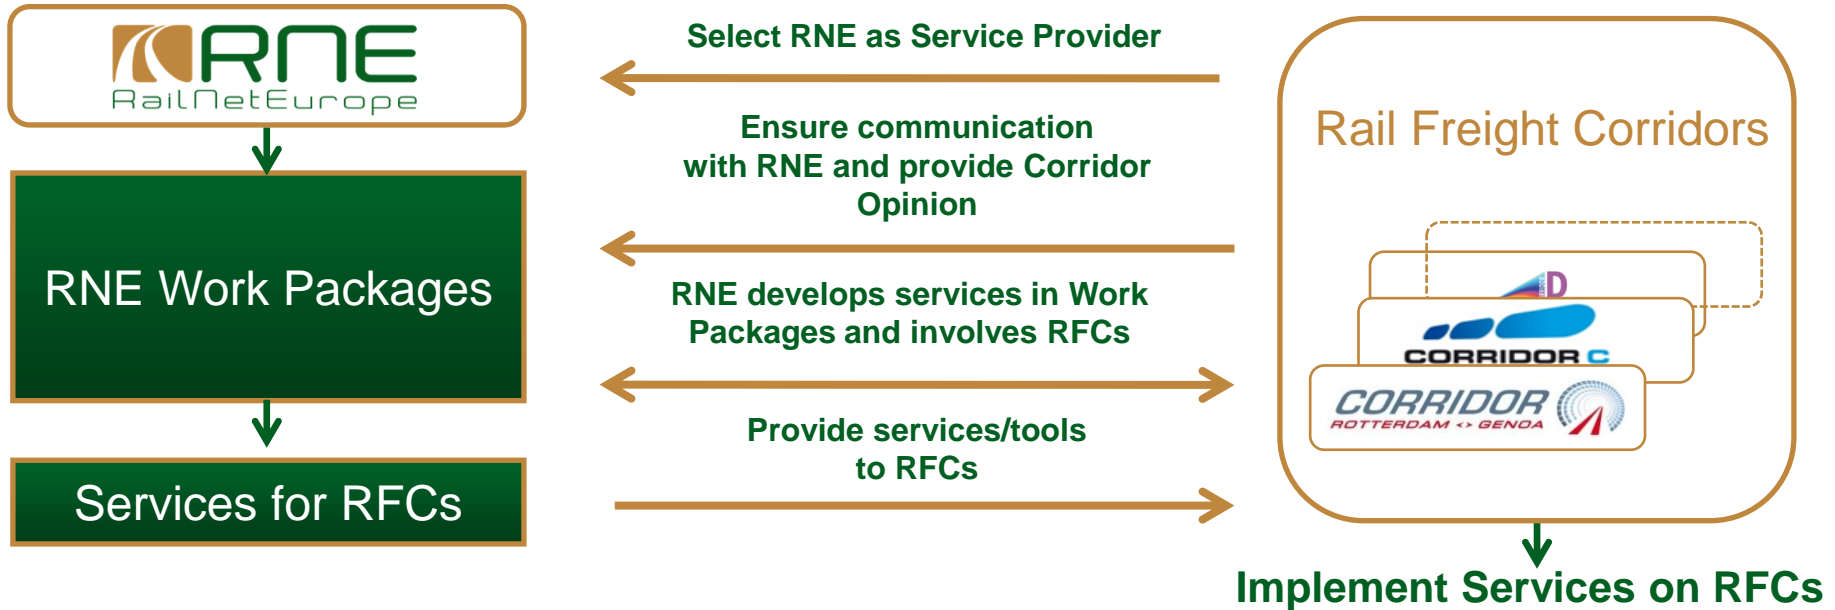 RNE
RailNetEurope
RNE Work Packages
Services for RFCs
Select RNE as Service Provider
Ensure communication
with RNE and provide Corridor
Opinion
RNE develops services in Work
Packages and involves RFCs
Provide services/tools
to RFCs
Rail Freight Corridors
D
CORRIDOR C
CORRIDOR
ROTTERDAM <> GENOA
Implement Services on RFCs